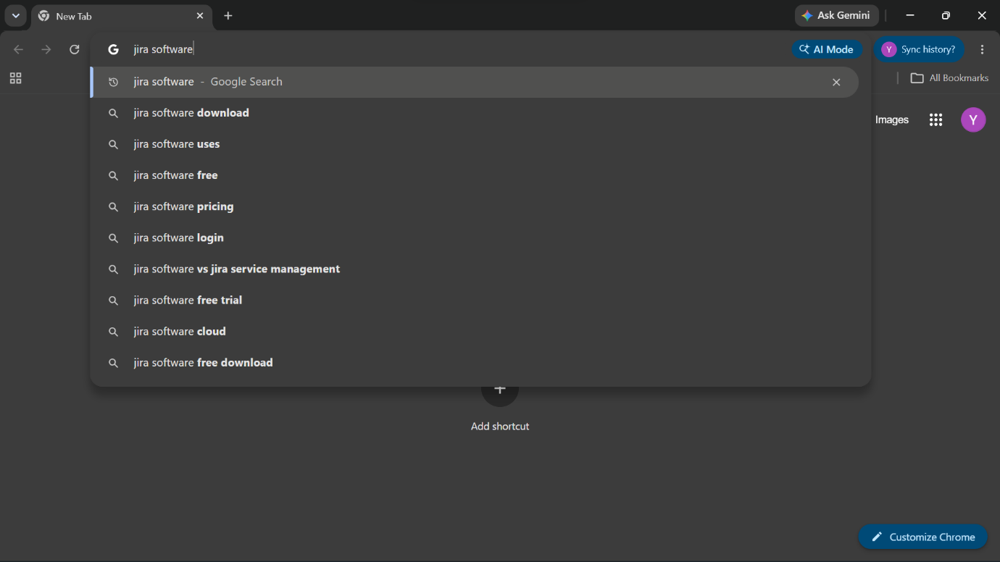 New Tab
Ask Gemini
jira software
AI Mode
Y Sync history?
jira software - Google Search
All Bookmarks
jira software download
Images
Y
jira software uses
jira software free
jira software pricing
jira software login
jira software vs jira service management
jira software free trial
jira software cloud
jira software free download
Add shortcut
Customize Chrome